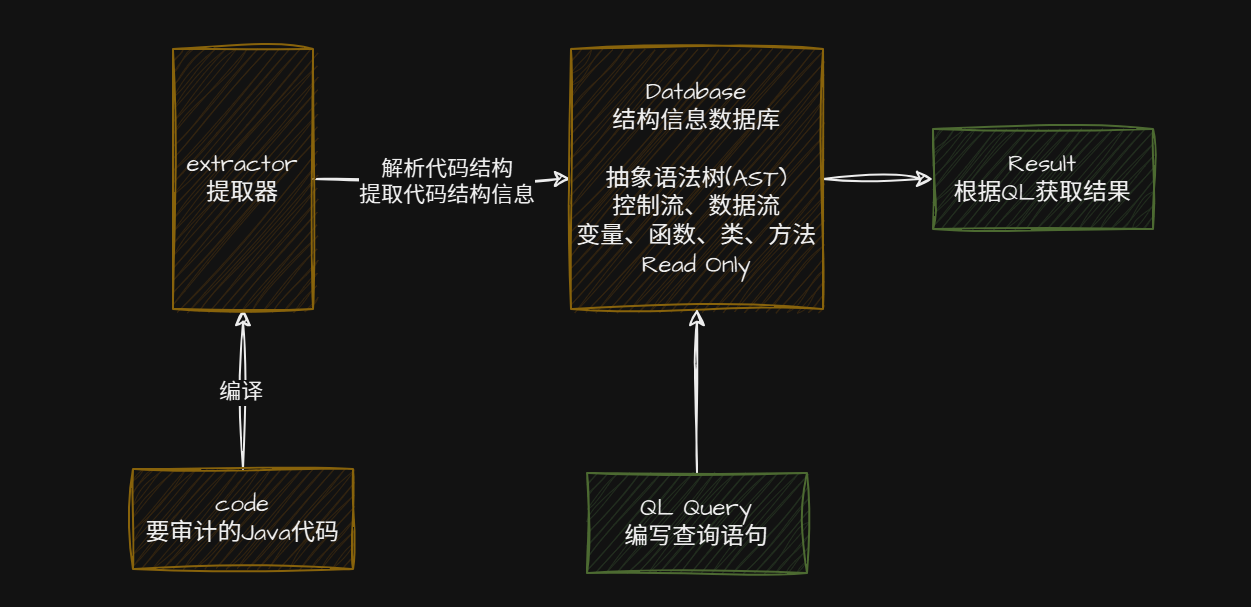 extractor
提取器
解析代码结构
提取代码结构信息
Database
结构信息数据库
抽象语法树(AST)
控制流、数据流
变量、函数、类、方法
Read Only
Result
根据QL获取结果
编译
code
要审计的Java代码
QL Query
编写查询语句